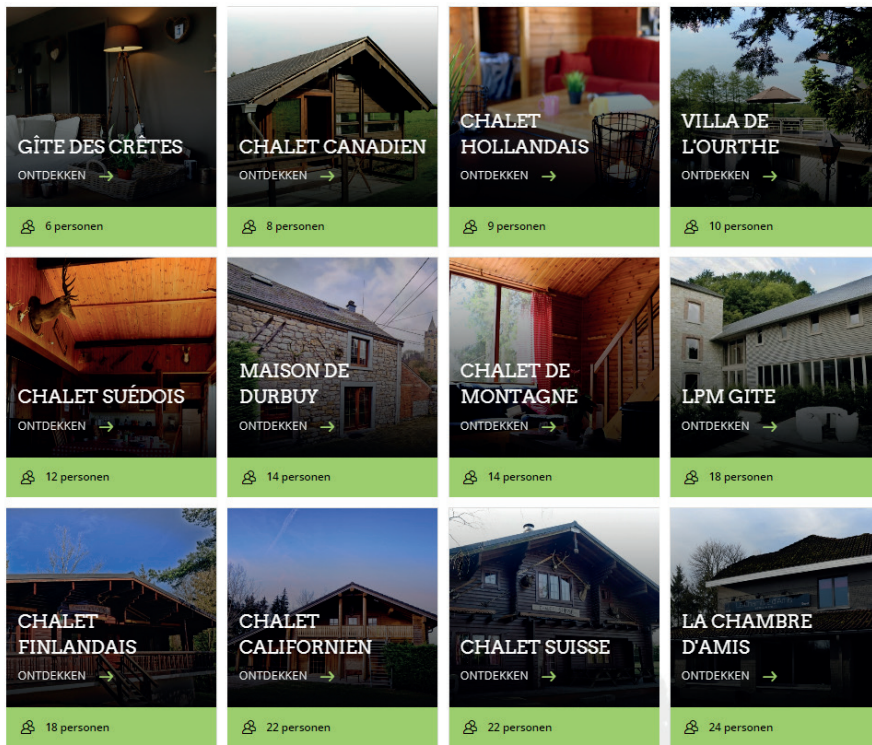 GÎTE DES CRÊTES
ONTDEKKEN
6 personen
CHALET CANADIEN
ONTDEKKEN
8 personen
CHALET
HOLLANDAIS
ONTDEKKEN
9 personen
VILLA DE
L'OURTHE
ONTDEKKEN
10 personen
CHALET SUÉDOIS
ONTDEKKEN
12 personen
MAISON DE
DURBUY
ONTDEKKEN
14 personen
CHALET DE
MONTAGNE
ONTDEKKEN
14 personen
LPM GITE
ONTDEKKEN
18 personen
CHALET
FINLANDAIS
ONTDEKKEN
18 personen
CHALET
CALIFORNIEN
ONTDEKKEN
22 personen
CHALET SUISSE
ONTDEKKEN
22 personen
LA CHAMBRE
D'AMIS
ONTDEKKEN
24 personen